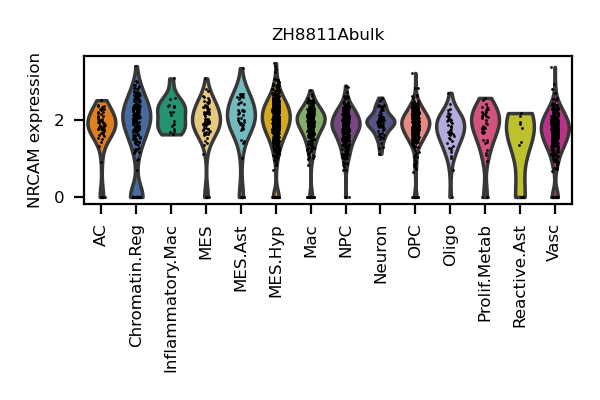 ZH8811Abulk
NRCAM expression
2
0
AC
Chromatin.Reg
Inflammatory.Mac
MES
MES.Ast
MES.Hyp
Mac
NPC
Neuron
OPC
Oligo
Prolif.Metab
Reactive.Ast
Vasc